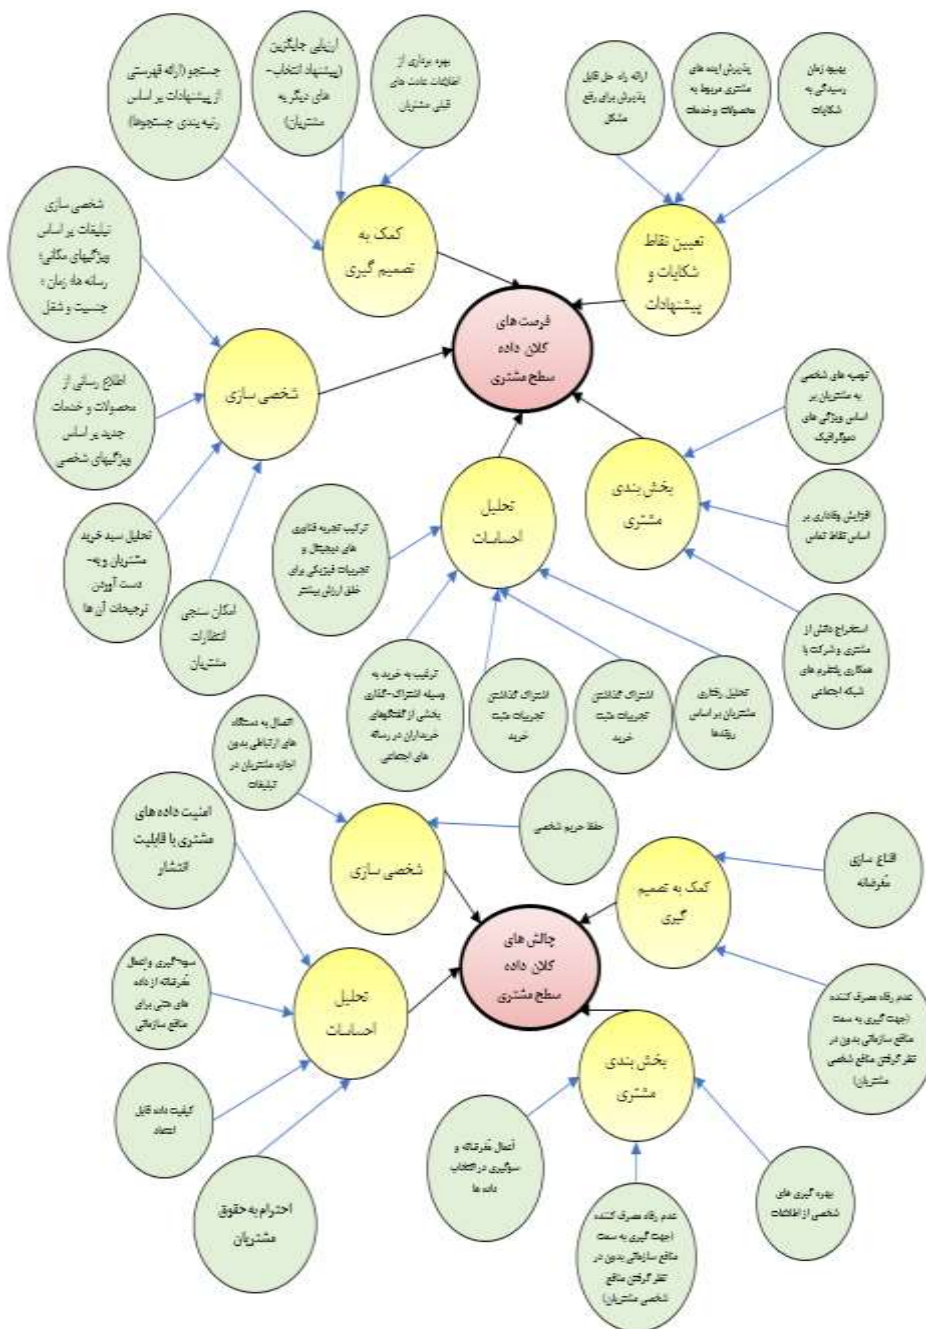 جستجو (ارائه فهرستی
از پیشنهادات بر اساس
رتبه بندی جستجوها)
ارزیابی جایگزین
(پیشنهاد انتخاب-
های دیگر به
مشتریان)
بهره برداری از
اطلاعات عادت های
قبلی مشتریان
ارائه راه حل قابل
پذیرش برای رفع
مشکل
پذیرش ایده های
مشتری مربوط به
محصولات و خدمات
بهبود زمان
رسیدگی به
شکایات
کمک به
تصمیم گیری
تعیین نقاط
شکایات و
پیشنهادات
شخصی سازی
تبلیغات بر اساس
ویژگیهای مکانی؛
رسانه ها؛ زمان ؛
جنسیت و شغل
فرصت های
کلان داده
سطح مشتری
شخصی سازی
اطلاع رسانی از
محصولات و خدمات
جدید بر اساس
ویژگیهای شخصی
توصیه های شخصی
به مشتریان بر
اساس ویژگی های
دموگرافیک
بخش بندی
مشتری
تحلیل
احساسات
افزایش وفاداری بر
اساس نقاط تماس
ترکیب تجربه فناوری
های دیجیتال و
تجربیات فیزیکی برای
خلق ارزش بیشتر
تحلیل سبد خرید
مشتریان و به-
دست آوردن
ترجیحات آن ها
امکان سنجی
انتظارات
مشتریان
استخراج دانش از
مشتری و شرکت با
همکاری پلتفرم های
شبکه اجتماعی
ترغیب به خرید به
وسیله اشتراک-گذاری
بخشی از گفتگوهای
خریداران در رسانه
های اجتماعی
اشتراک گذاشتن
تجربیات مثبت
خرید
اشتراک گذاشتن
تجربیات مثبت
خرید
تحلیل رفتاری
مشتریان بر اساس
روندها
اتصال به دستگاه
های ارتباطی بدون
اجازه مشتریان در
تبلیغات
حفظ حریم شخصی
شخصی سازی
امنیت داده های
مشتری با قابلیت
انتشار
کمک به تصمیم
گیری
اقناع سازی
مُغرضانه
چالش های
کلان داده
سطح مشتری
تحلیل
احساسات
سوء-گیری و اِعمال
مُغرضانه از داده
های متنی برای
منافع سازمانی
عدم رفاه مصرف کننده
(جهت گیری به سمت
منافع سازمانی بدون در
نظر گرفتن منافع شخصی
مشتریان)
بخش بندی
مشتری
کیفیت داده قابل
اعتماد
اَعمال مُغرضانه و
سوگیری در انتخاب
داده ها
احترام به حقوق
مشتریان
عدم رفاه مصرف کننده
(جهت گیری به سمت
منافع سازمانی بدون در
نظر گرفتن منافع
شخصی مشتریان)
بهره گیری های
شخصی از اطلاعات